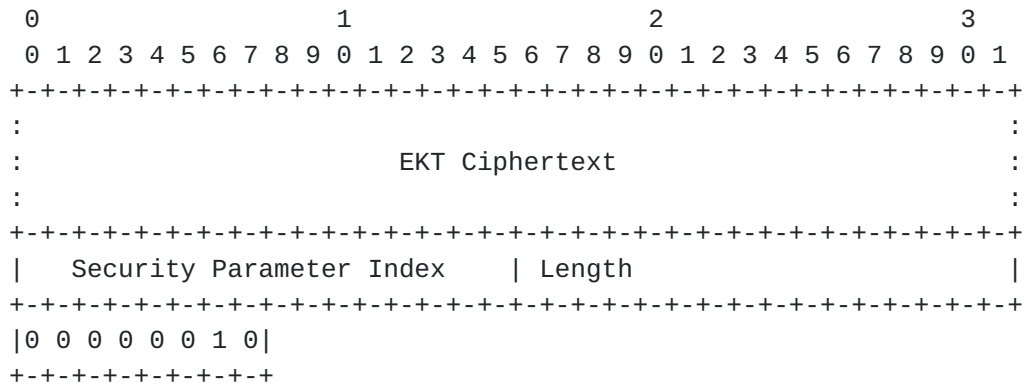 0                   1                   2                   3
 0 1 2 3 4 5 6 7 8 9 0 1 2 3 4 5 6 7 8 9 0 1 2 3 4 5 6 7 8 9 0 1
+-+-+-+-+-+-+-+-+-+-+-+-+-+-+-+-+-+-+-+-+-+-+-+-+-+-+-+-+-+-+-+-+
:                                                               :
:                        EKT Ciphertext                         :
:                                                               :
+-+-+-+-+-+-+-+-+-+-+-+-+-+-+-+-+-+-+-+-+-+-+-+-+-+-+-+-+-+-+-+-+
|   Security Parameter Index    | Length                        |
+-+-+-+-+-+-+-+-+-+-+-+-+-+-+-+-+-+-+-+-+-+-+-+-+-+-+-+-+-+-+-+-+
|0 0 0 0 0 0 1 0|
+-+-+-+-+-+-+-+-+